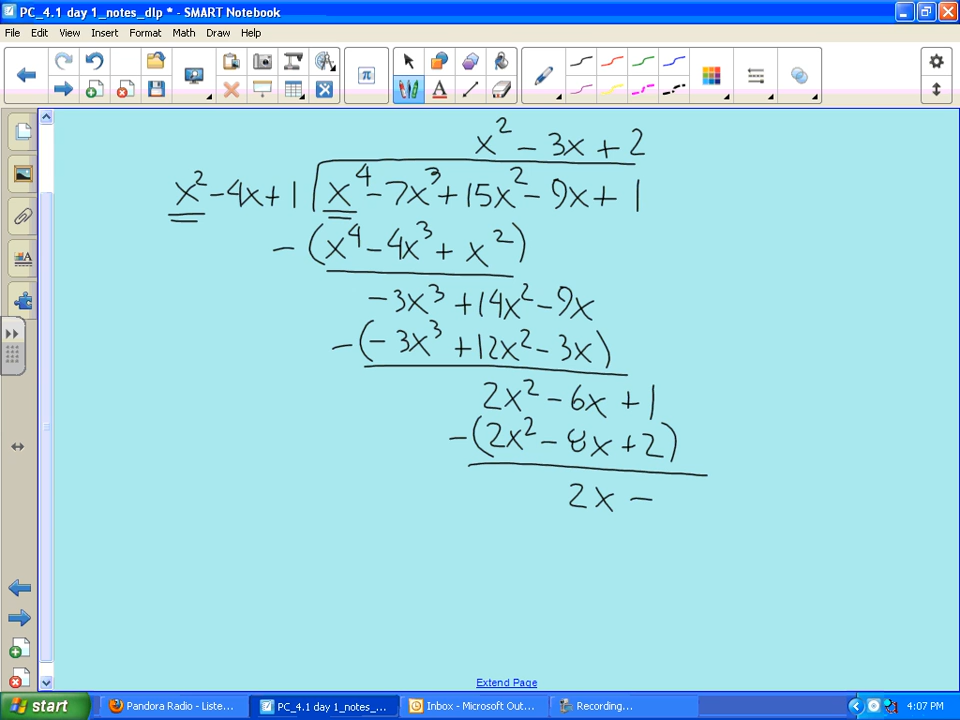 PC_4.1 day 1_notes_dlp * - SMART Notebook
File Edit View Insert Format Math Draw Help
π
A
x² - 3x + 2
x² - 4x + 1 x⁴ - 7x³ + 15x² - 9x + 1
- (x⁴ - 4x³ + x²)
- 3x³ + 14x² - 9x
- (- 3x³ + 12x² - 3x)
2x² - 6x + 1
- (2x² - 8x + 2)
2x -
Extend Page
start Pandora Radio - Liste... PC_4.1 day 1_notes_... Inbox - Microsoft Out... Recording... 4:07 PM